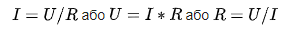 I = U/R або U = I ∗ R або R = U/I